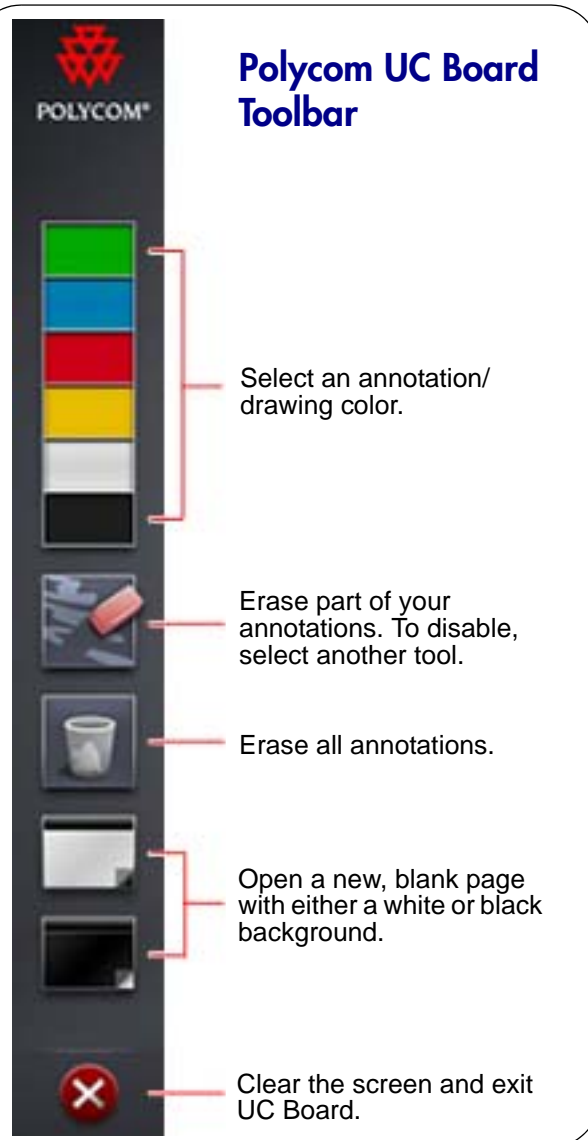 POLYCOM®
Polycom UC Board
Toolbar
Select an annotation/
drawing color.
Erase part of your
annotations. To disable,
select another tool.
Erase all annotations.
Open a new, blank page
with either a white or black
background.
Clear the screen and exit
UC Board.